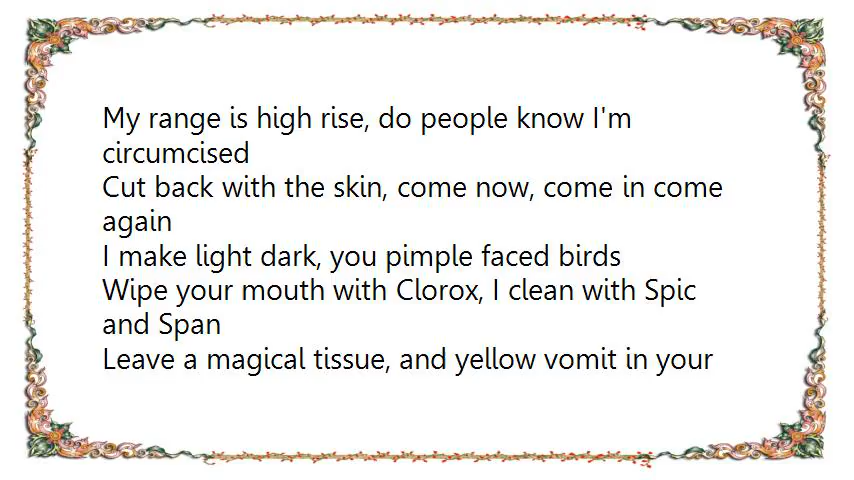 My range is high rise, do people know I'm
circumcised
Cut back with the skin, come now, come in come
again
I make light dark, you pimple faced birds
Wipe your mouth with Clorox, I clean with Spic
and Span
Leave a magical tissue, and yellow vomit in your